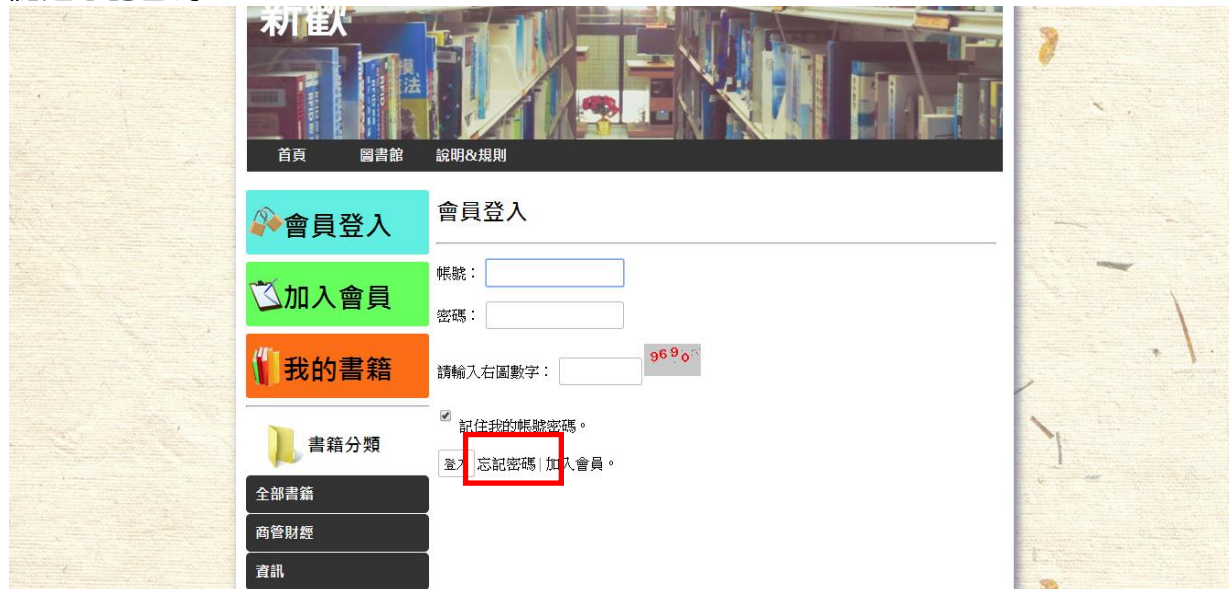 新歡
首頁 圖書館 說明&規則
會員登入
加入會員
我的書籍
書籍分類
全部書籍
商管財經
資訊
會員登入
帳號：
密碼：
請輸入右圖數字： 9690
記住我的帳號密碼。
登入 忘記密碼 | 加入會員。